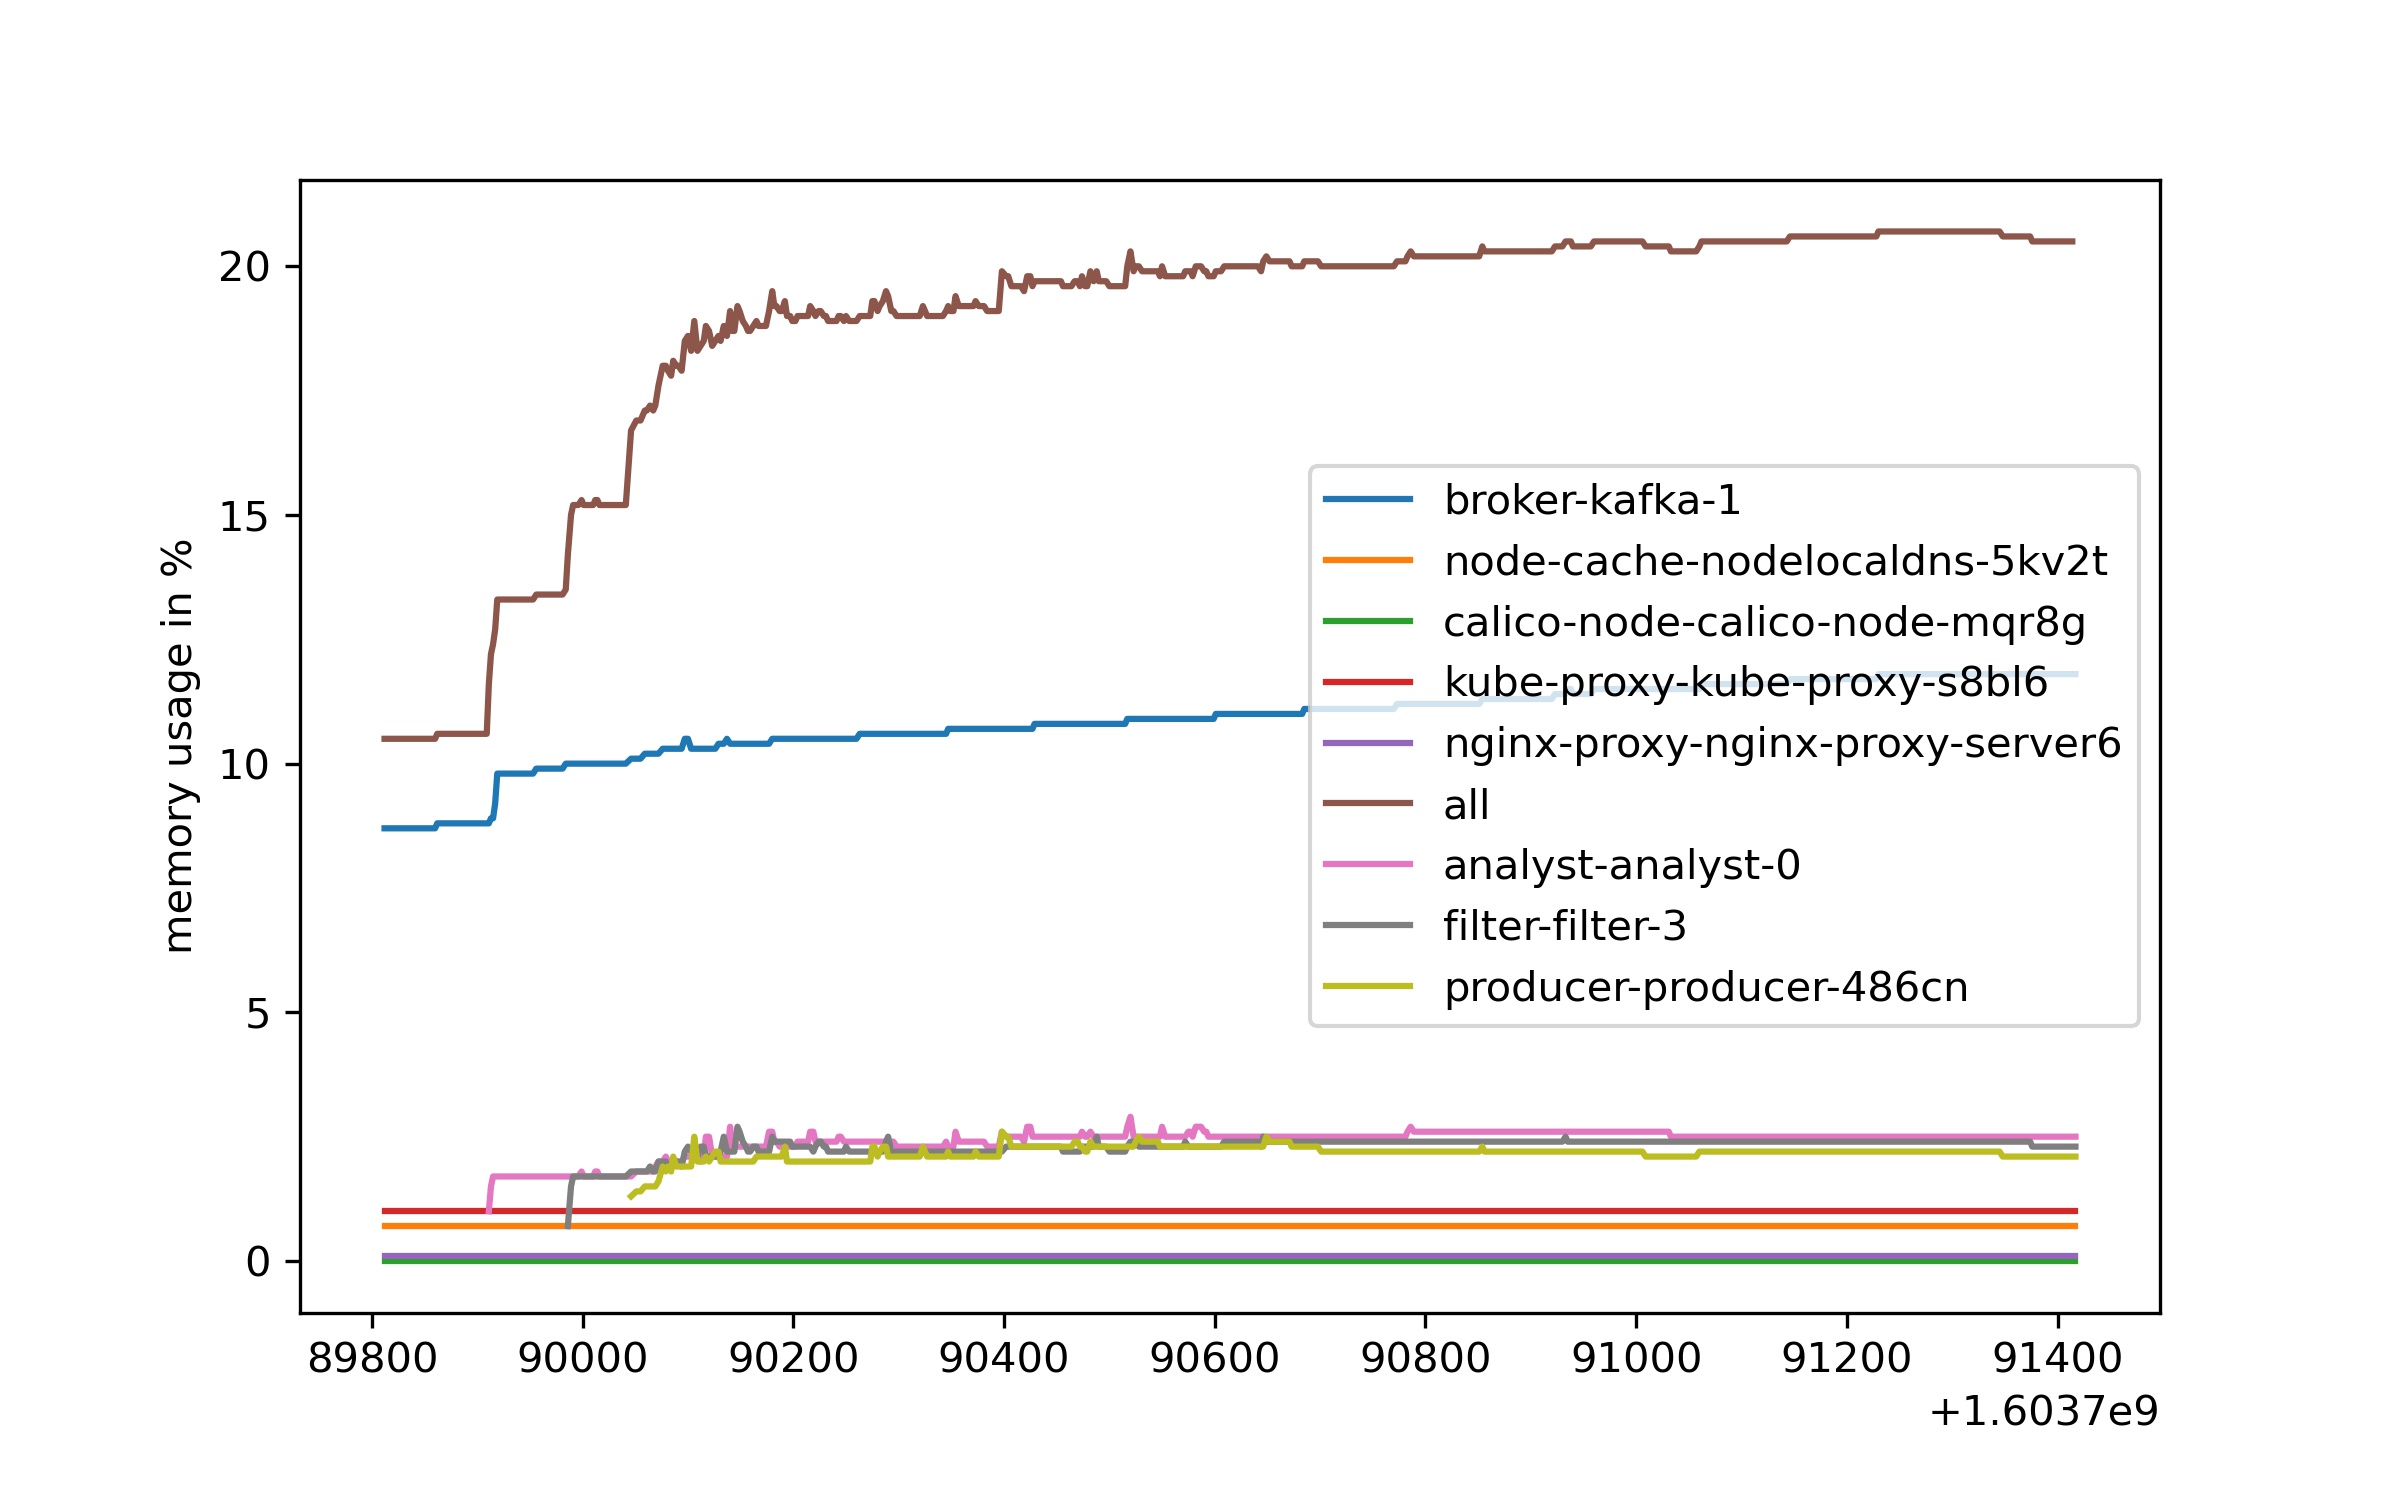 memory usage in %
20
15
10
5
0
broker-kafka-1
node-cache-nodelocaldns-5kv2t
calico-node-calico-node-mqr8g
kube-proxy-kube-proxy-s8bl6
nginx-proxy-nginx-proxy-server6
all
analyst-analyst-0
filter-filter-3
producer-producer-486cn
89800 90000 90200 90400 90600 90800 91000 91200 91400
+1.6037e9